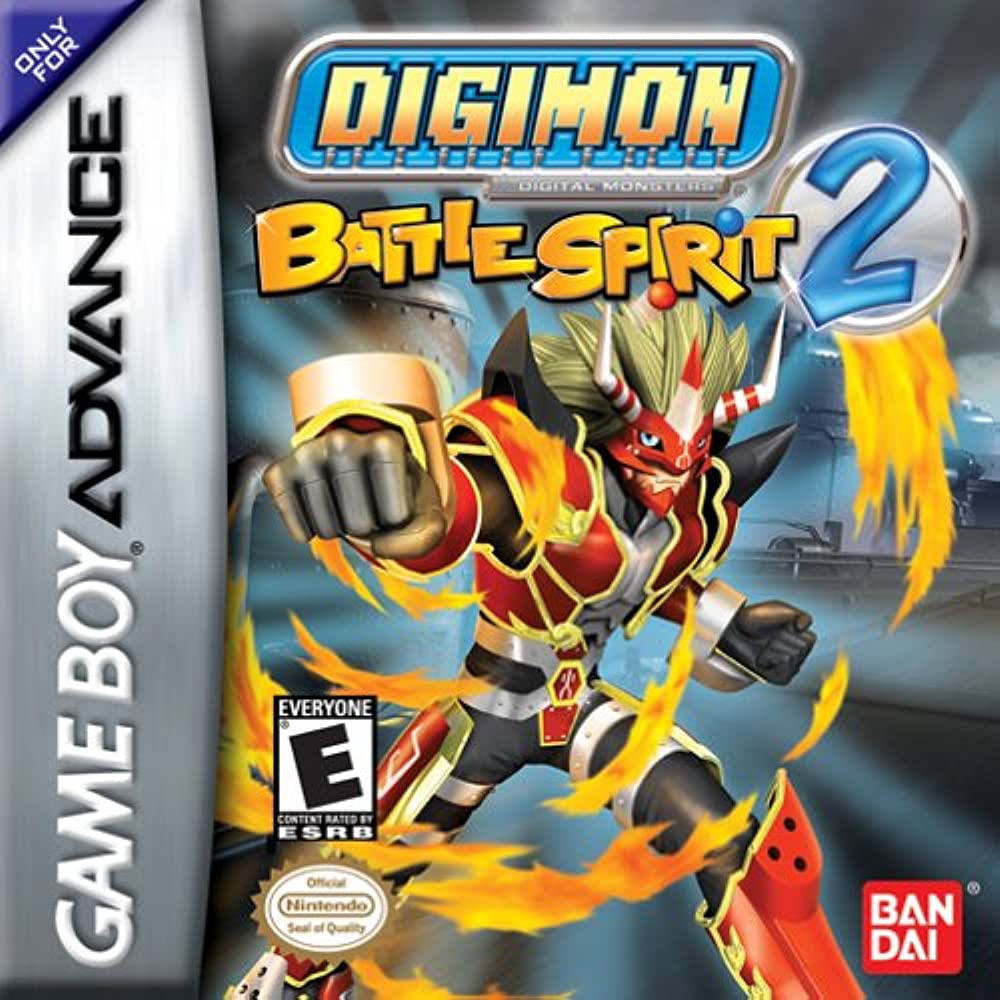 ONLY
FOR
GAME BOY ADVANCE
DIGIMON
DIGITAL MONSTERS
BATTLE SPIRIT 2
EVERYONE
E
CONTENT RATED BY
ESRB
Official
Nintendo
Seal of Quality
BAN
DAI